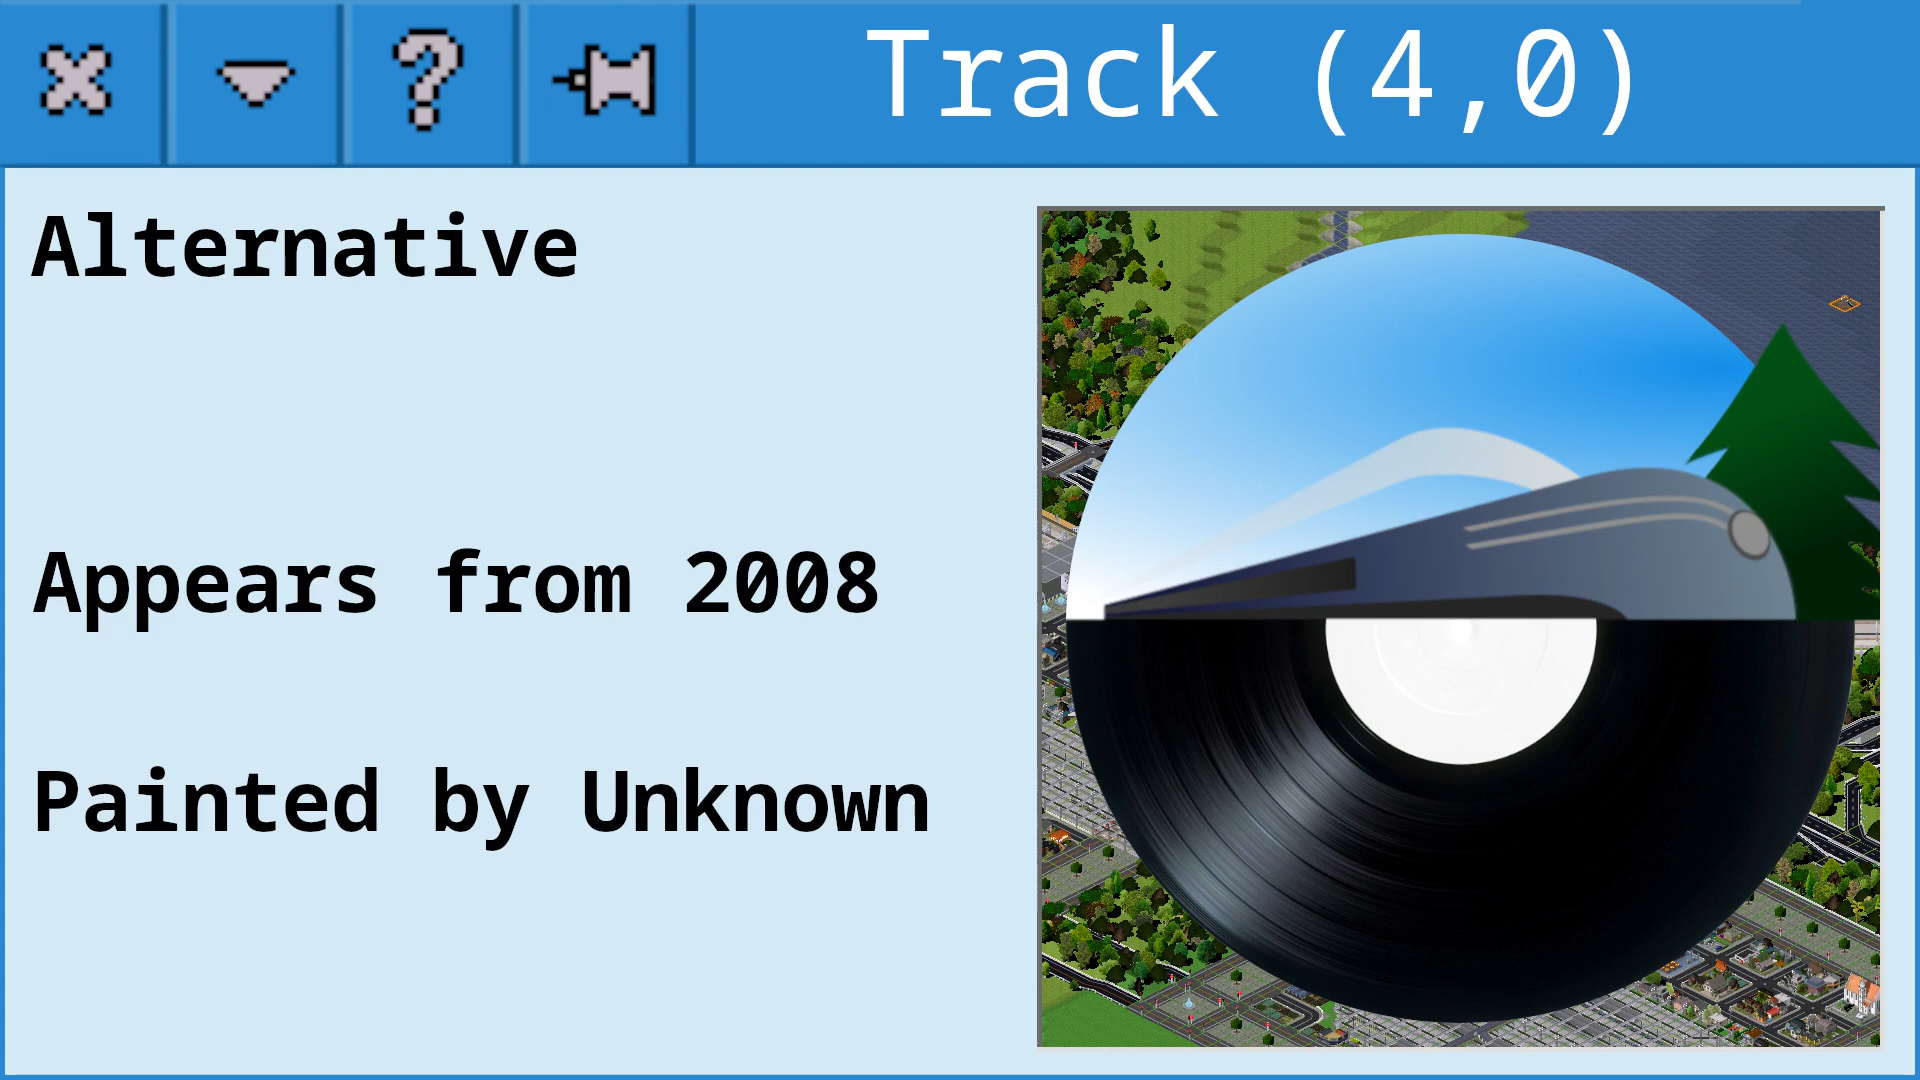 Track (4,0)
Alternative
Appears from 2008
Painted by Unknown